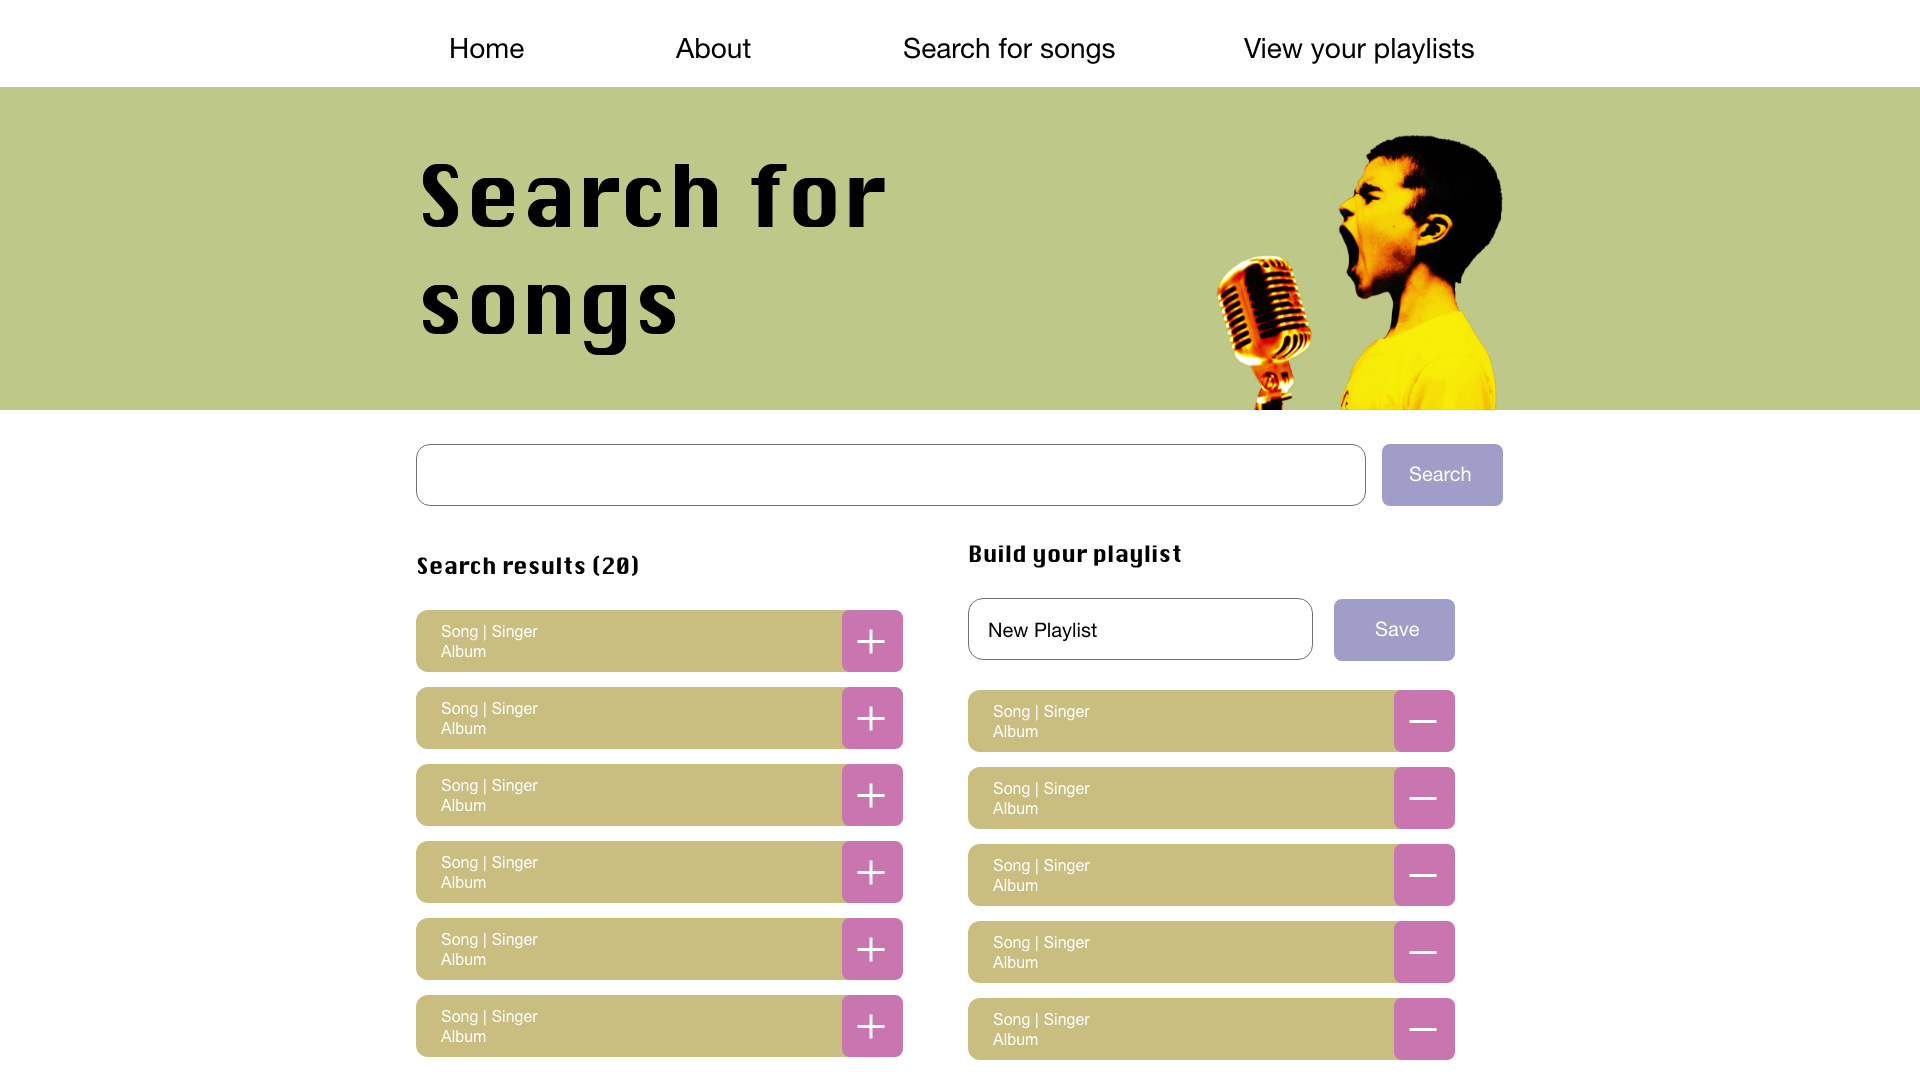 Home About Search for songs View your playlists
Search for
songs
Search
Search results (20)
Song | Singer
Album
Song | Singer
Album
Song | Singer
Album
Song | Singer
Album
Song | Singer
Album
Song | Singer
Album
Build your playlist
New Playlist
Save
Song | Singer
Album
Song | Singer
Album
Song | Singer
Album
Song | Singer
Album
Song | Singer
Album